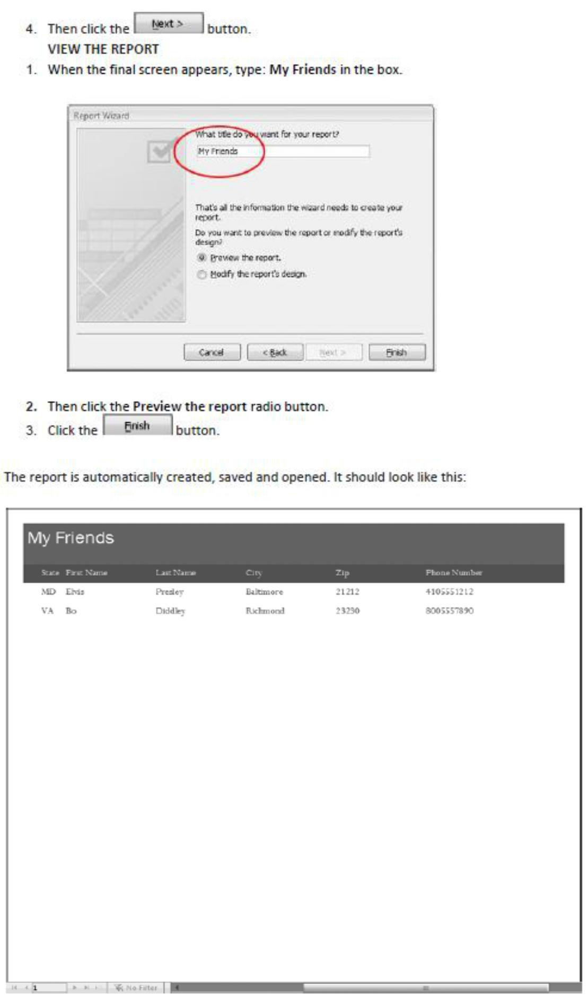 4. Then click the Next > button.
VIEW THE REPORT
1. When the final screen appears, type: My Friends in the box.
Report Wizard
What title do you want for your report?
My Friends
That's all the information the wizard needs to create your
report.
Do you want to preview the report or modify the report's
design?
Preview the report.
Modify the report's design.
Cancel < Back Next > Finish
2. Then click the Preview the report radio button.
3. Click the Finish button.
The report is automatically created, saved and opened. It should look like this:
My Friends
State First Name Last Name City Zip Phone Number
MD Elvis Presley Baltimore 21212 4105551212
VA Bo Diddley Richmond 23230 8005557890
1 No Filter